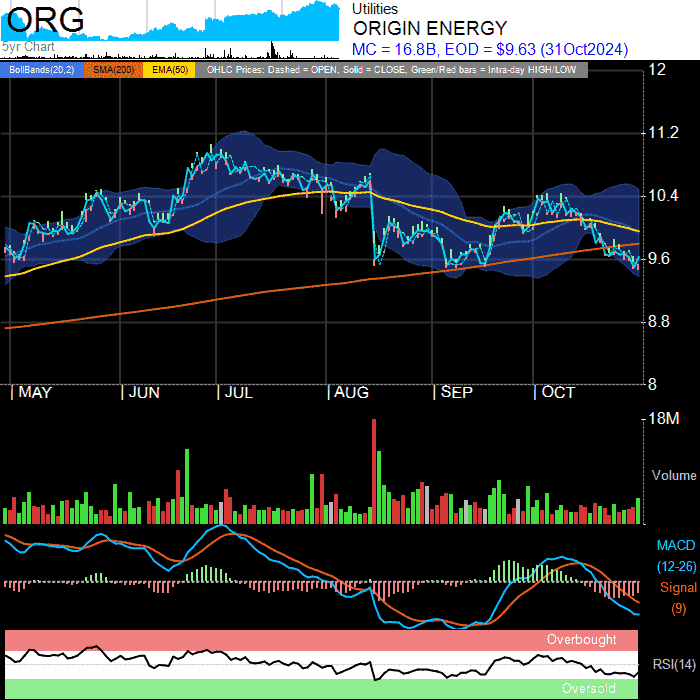 ORG
5yr Chart
Utilities
ORIGIN ENERGY
MC = 16.8B, EOD = $9.63 (31Oct2024)
BollBands(20,2) SMA(200) EMA(50) OHLC Prices: Dashed = OPEN, Solid = CLOSE, Green/Red bars = Intra-day HIGH/LOW
12
11.2
10.4
9.6
8.8
8
MAY JUN JUL AUG SEP OCT
18M
Volume
MACD
(12-26)
Signal
(9)
Overbought
RSI(14)
Oversold